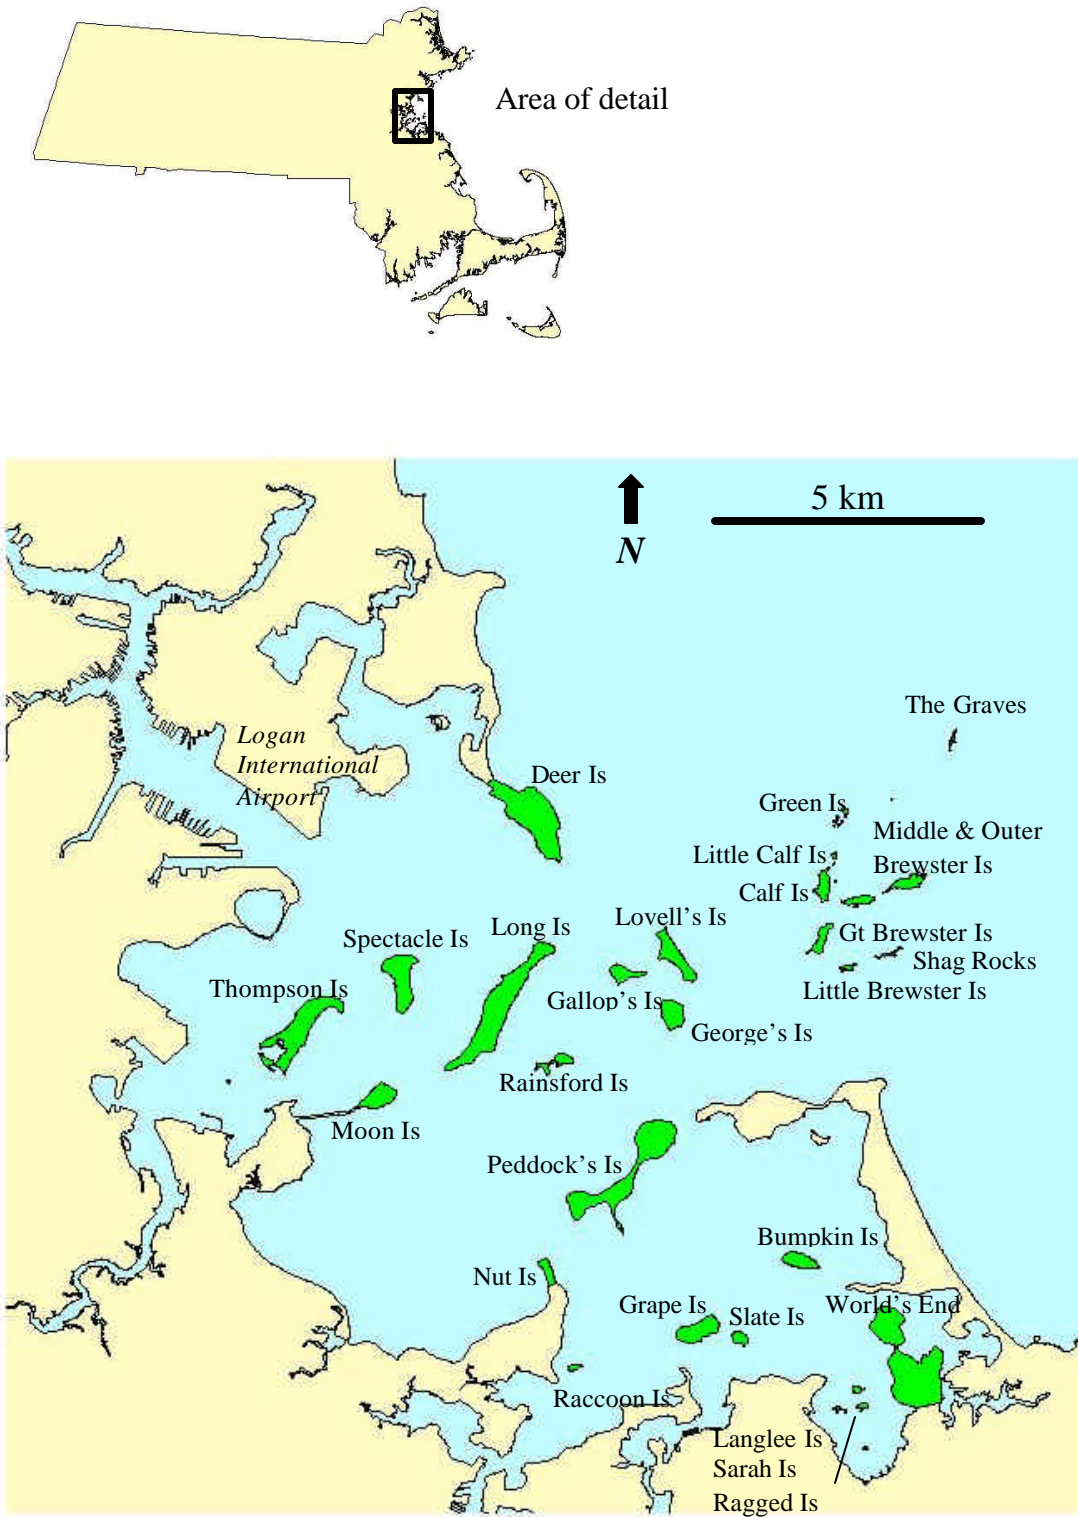 Area of detail
5 km
N
The Graves
Logan
International
Airport
Deer Is
Green Is
Middle & Outer
Brewster Is
Little Calf Is
Calf Is
Lovell's Is
Long Is
Spectacle Is
Gt Brewster Is
Shag Rocks
Thompson Is
Gallop's Is
Little Brewster Is
George's Is
Rainsford Is
Moon Is
Peddock's Is
Bumpkin Is
Nut Is
Grape Is
Slate Is
World's End
Raccoon Is
Langlee Is
Sarah Is
Ragged Is